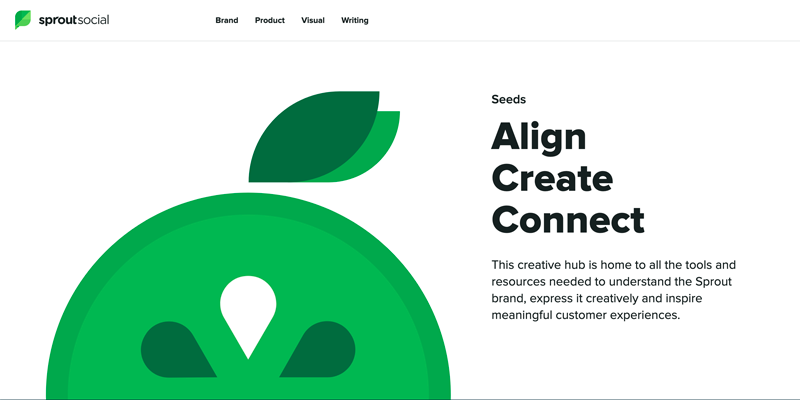 sproutsocial
Brand Product Visual Writing
Seeds
Align
Create
Connect
This creative hub is home to all the tools and
resources needed to understand the Sprout
brand, express it creatively and inspire
meaningful customer experiences.